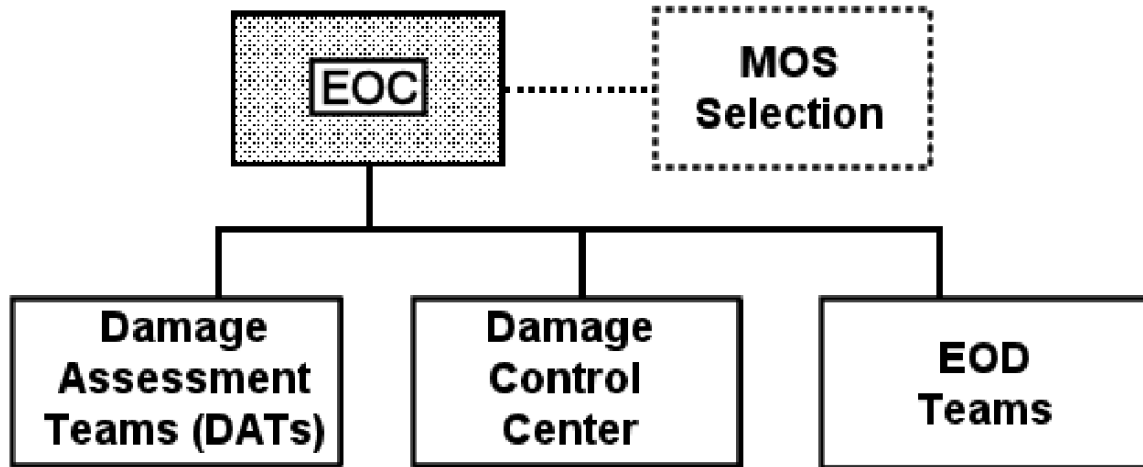 EOC
MOS
Selection
Damage
Assessment
Teams (DATs)
Damage
Control
Center
EOD
Teams